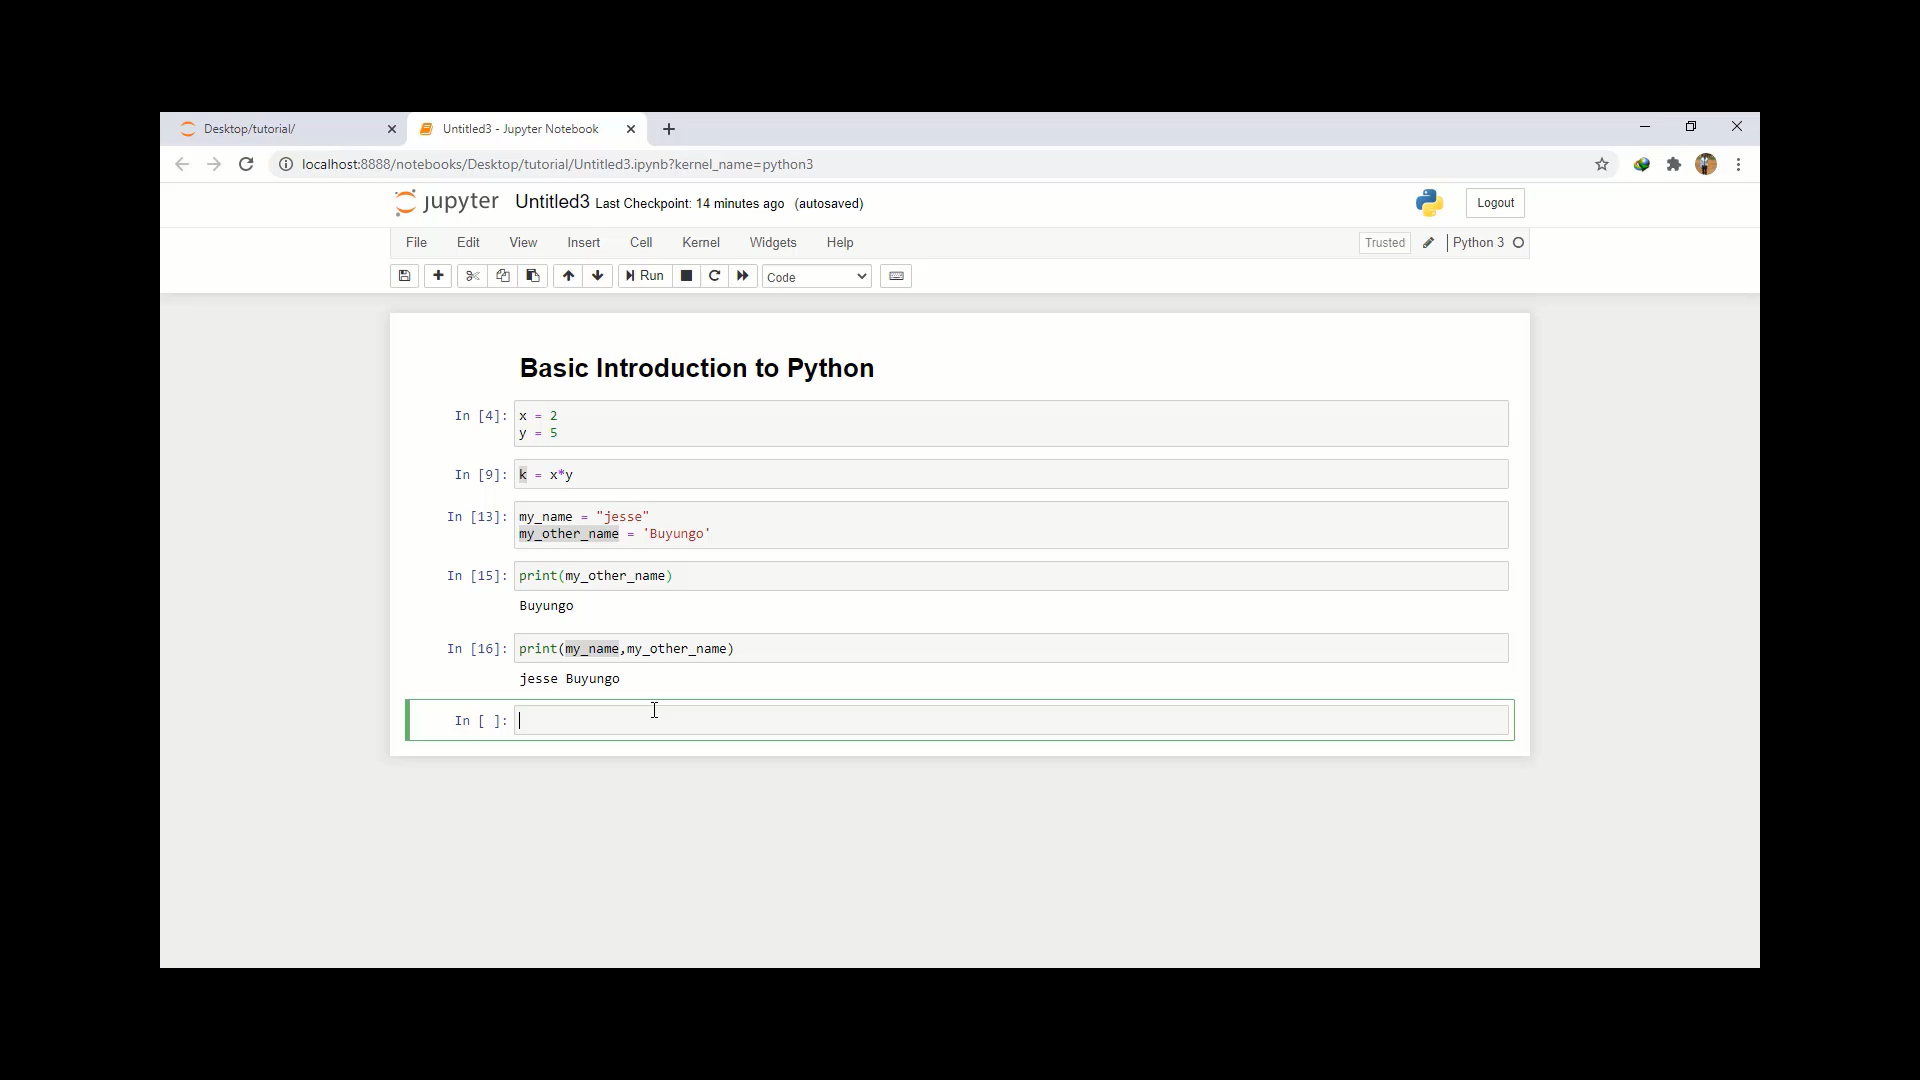 Desktop/tutorial/
Untitled3 - Jupyter Notebook
localhost:8888/notebooks/Desktop/tutorial/Untitled3.ipynb?kernel_name=python3
jupyter Untitled3 Last Checkpoint: 14 minutes ago (autosaved)
Logout
File Edit View Insert Cell Kernel Widgets Help
Trusted
Python 3
Run
Code
Basic Introduction to Python
In [4]: x = 2
y = 5
In [9]: k = x*y
In [13]: my_name = "jesse"
my_other_name = 'Buyungo'
In [15]: print(my_other_name)
Buyungo
In [16]: print(my_name,my_other_name)
jesse Buyungo
In [ ]: